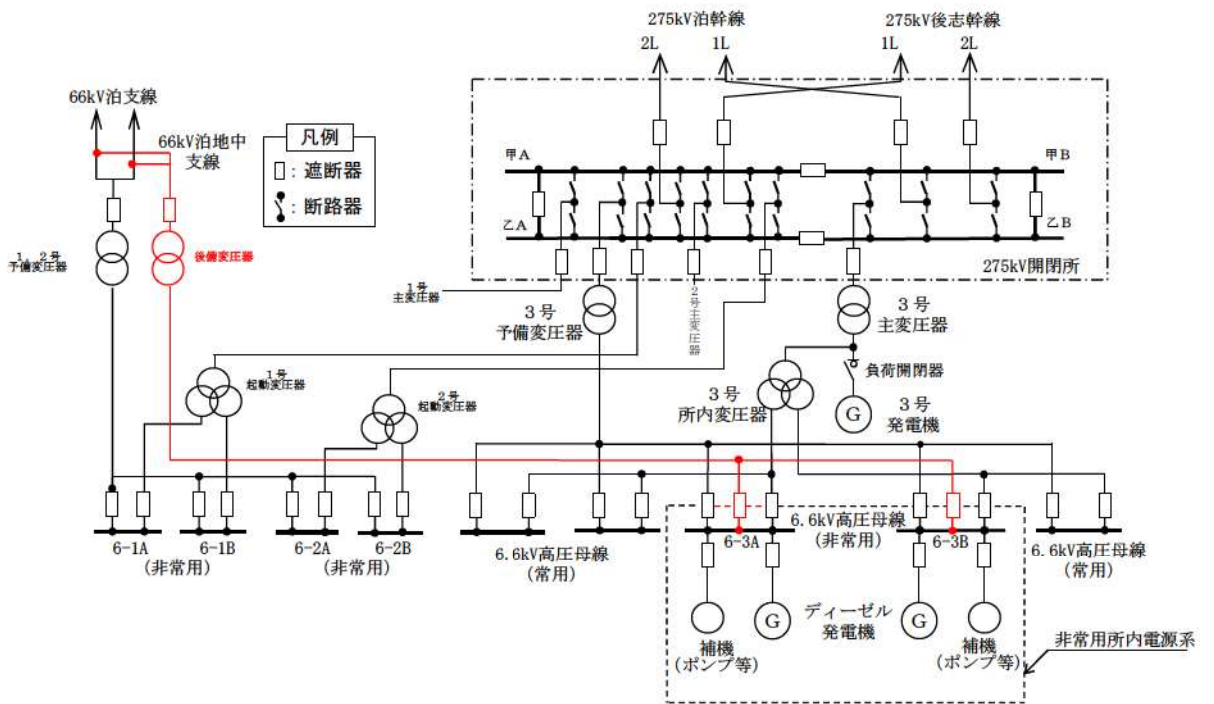 275kV泊幹線
275kV後志幹線
2L
1L
1L
2L
66kV泊支線
66kV泊地中
支線
凡例
：遮断器
：断路器
甲A
甲B
乙A
乙B
275kV開閉所
1，2号
予備変圧器
後備変圧器
1号
主変圧器
3号
予備変圧器
2号主変圧器
3号
主変圧器
1号
起動変圧器
2号
起動変圧器
3号
所内変圧器
負荷開閉器
G
3号
発電機
6-1A
6-1B
(非常用)
6-2A
6-2B
(非常用)
6.6kV高圧母線
(常用)
6-3A
6.6kV高圧母線
(非常用)
6-3B
6.6kV高圧母線
(常用)
補機
(ポンプ等)
G
ディーゼル
発電機
G
補機
(ポンプ等)
非常用所内電源系